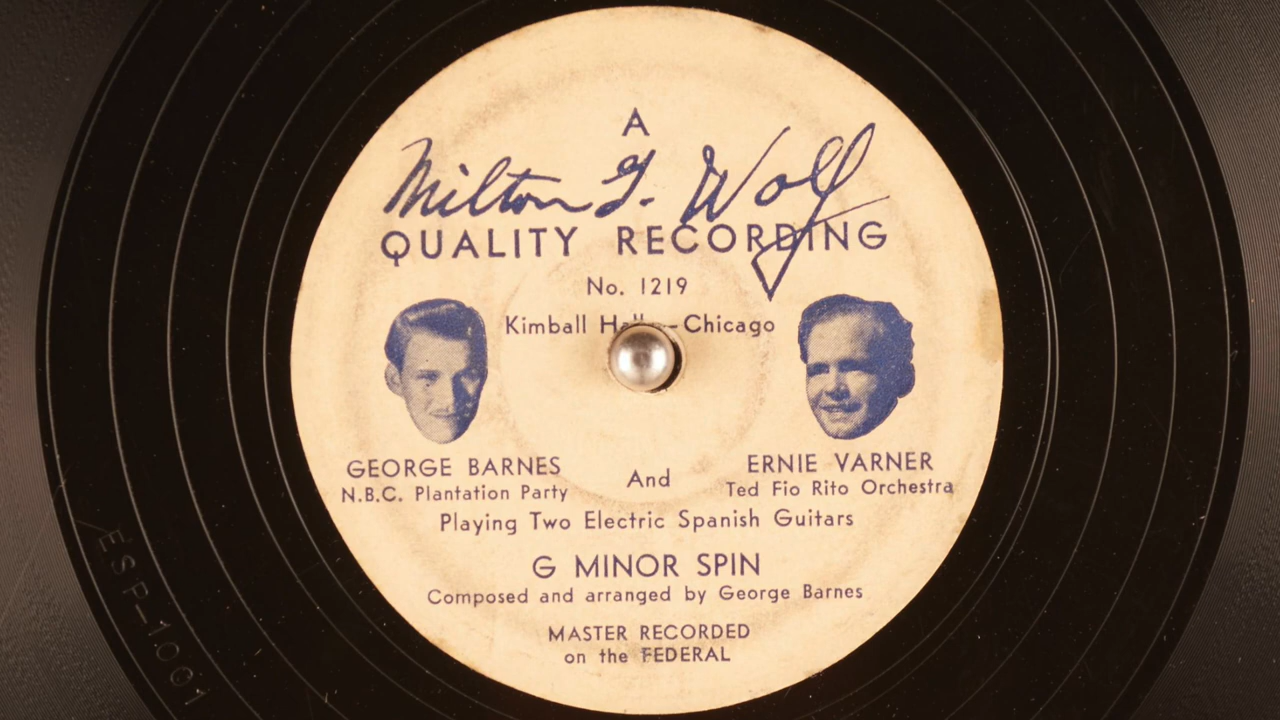 A
Milton G. Wolf
QUALITY RECORDING
No. 1219
Kimball Hall — Chicago
GEORGE BARNES
N.B.C. Plantation Party
And
ERNIE VARNER
Ted Fio Rito Orchestra
Playing Two Electric Spanish Guitars
G MINOR SPIN
Composed and arranged by George Barnes
MASTER RECORDED
on the FEDERAL
ESP-1001